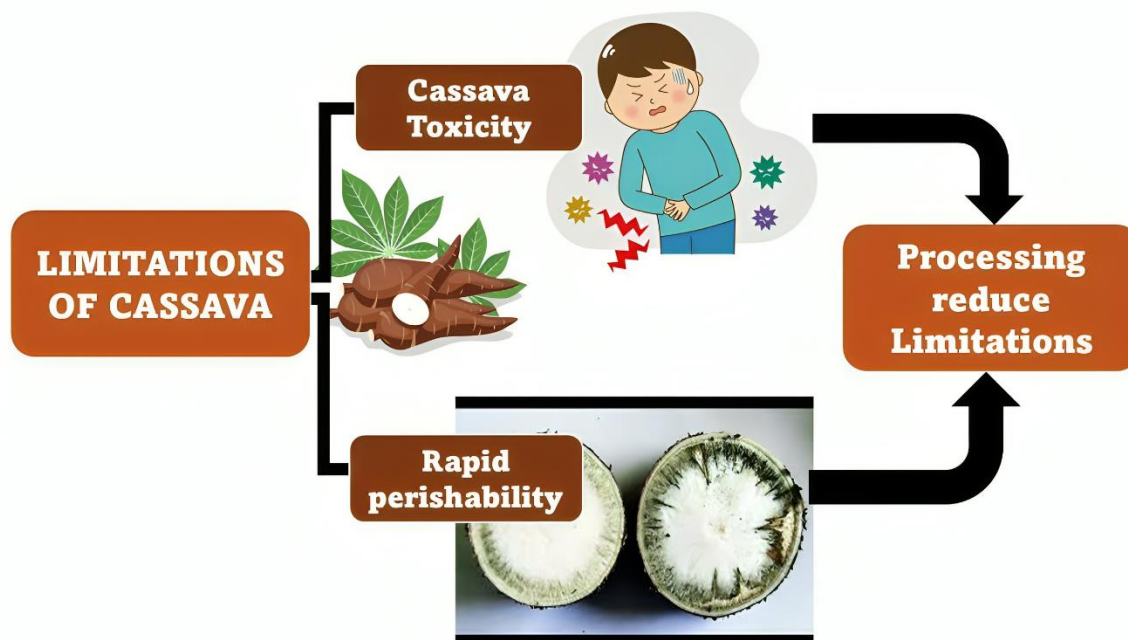 LIMITATIONS
OF CASSAVA
Cassava
Toxicity
Rapid
perishability
Processing
reduce
Limitations